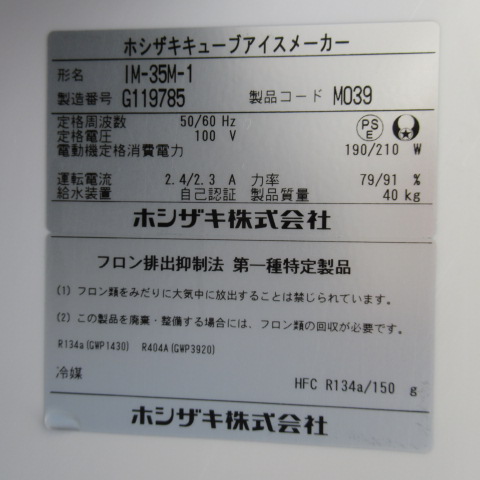 ホシザキキューブアイスメーカー
形名 IM-35M-1
製造番号 G119785 製品コード M039
定格周波数 50/60 Hz
定格電圧 100 V
電動機定格消費電力 190/210 W
PSE
運転電流 2.4/2.3 A 力率 79/91 %
給水装置 自己認証 製品質量 40 kg
ホシザキ株式会社
フロン排出抑制法 第一種特定製品
(1) フロン類をみだりに大気中に放出することは禁じられています。
(2) この製品を廃棄・整備する場合には、フロン類の回収が必要です。
R134a(GWP1430) R404A(GWP3920)
冷媒 HFC R134a/150 g
ホシザキ株式会社